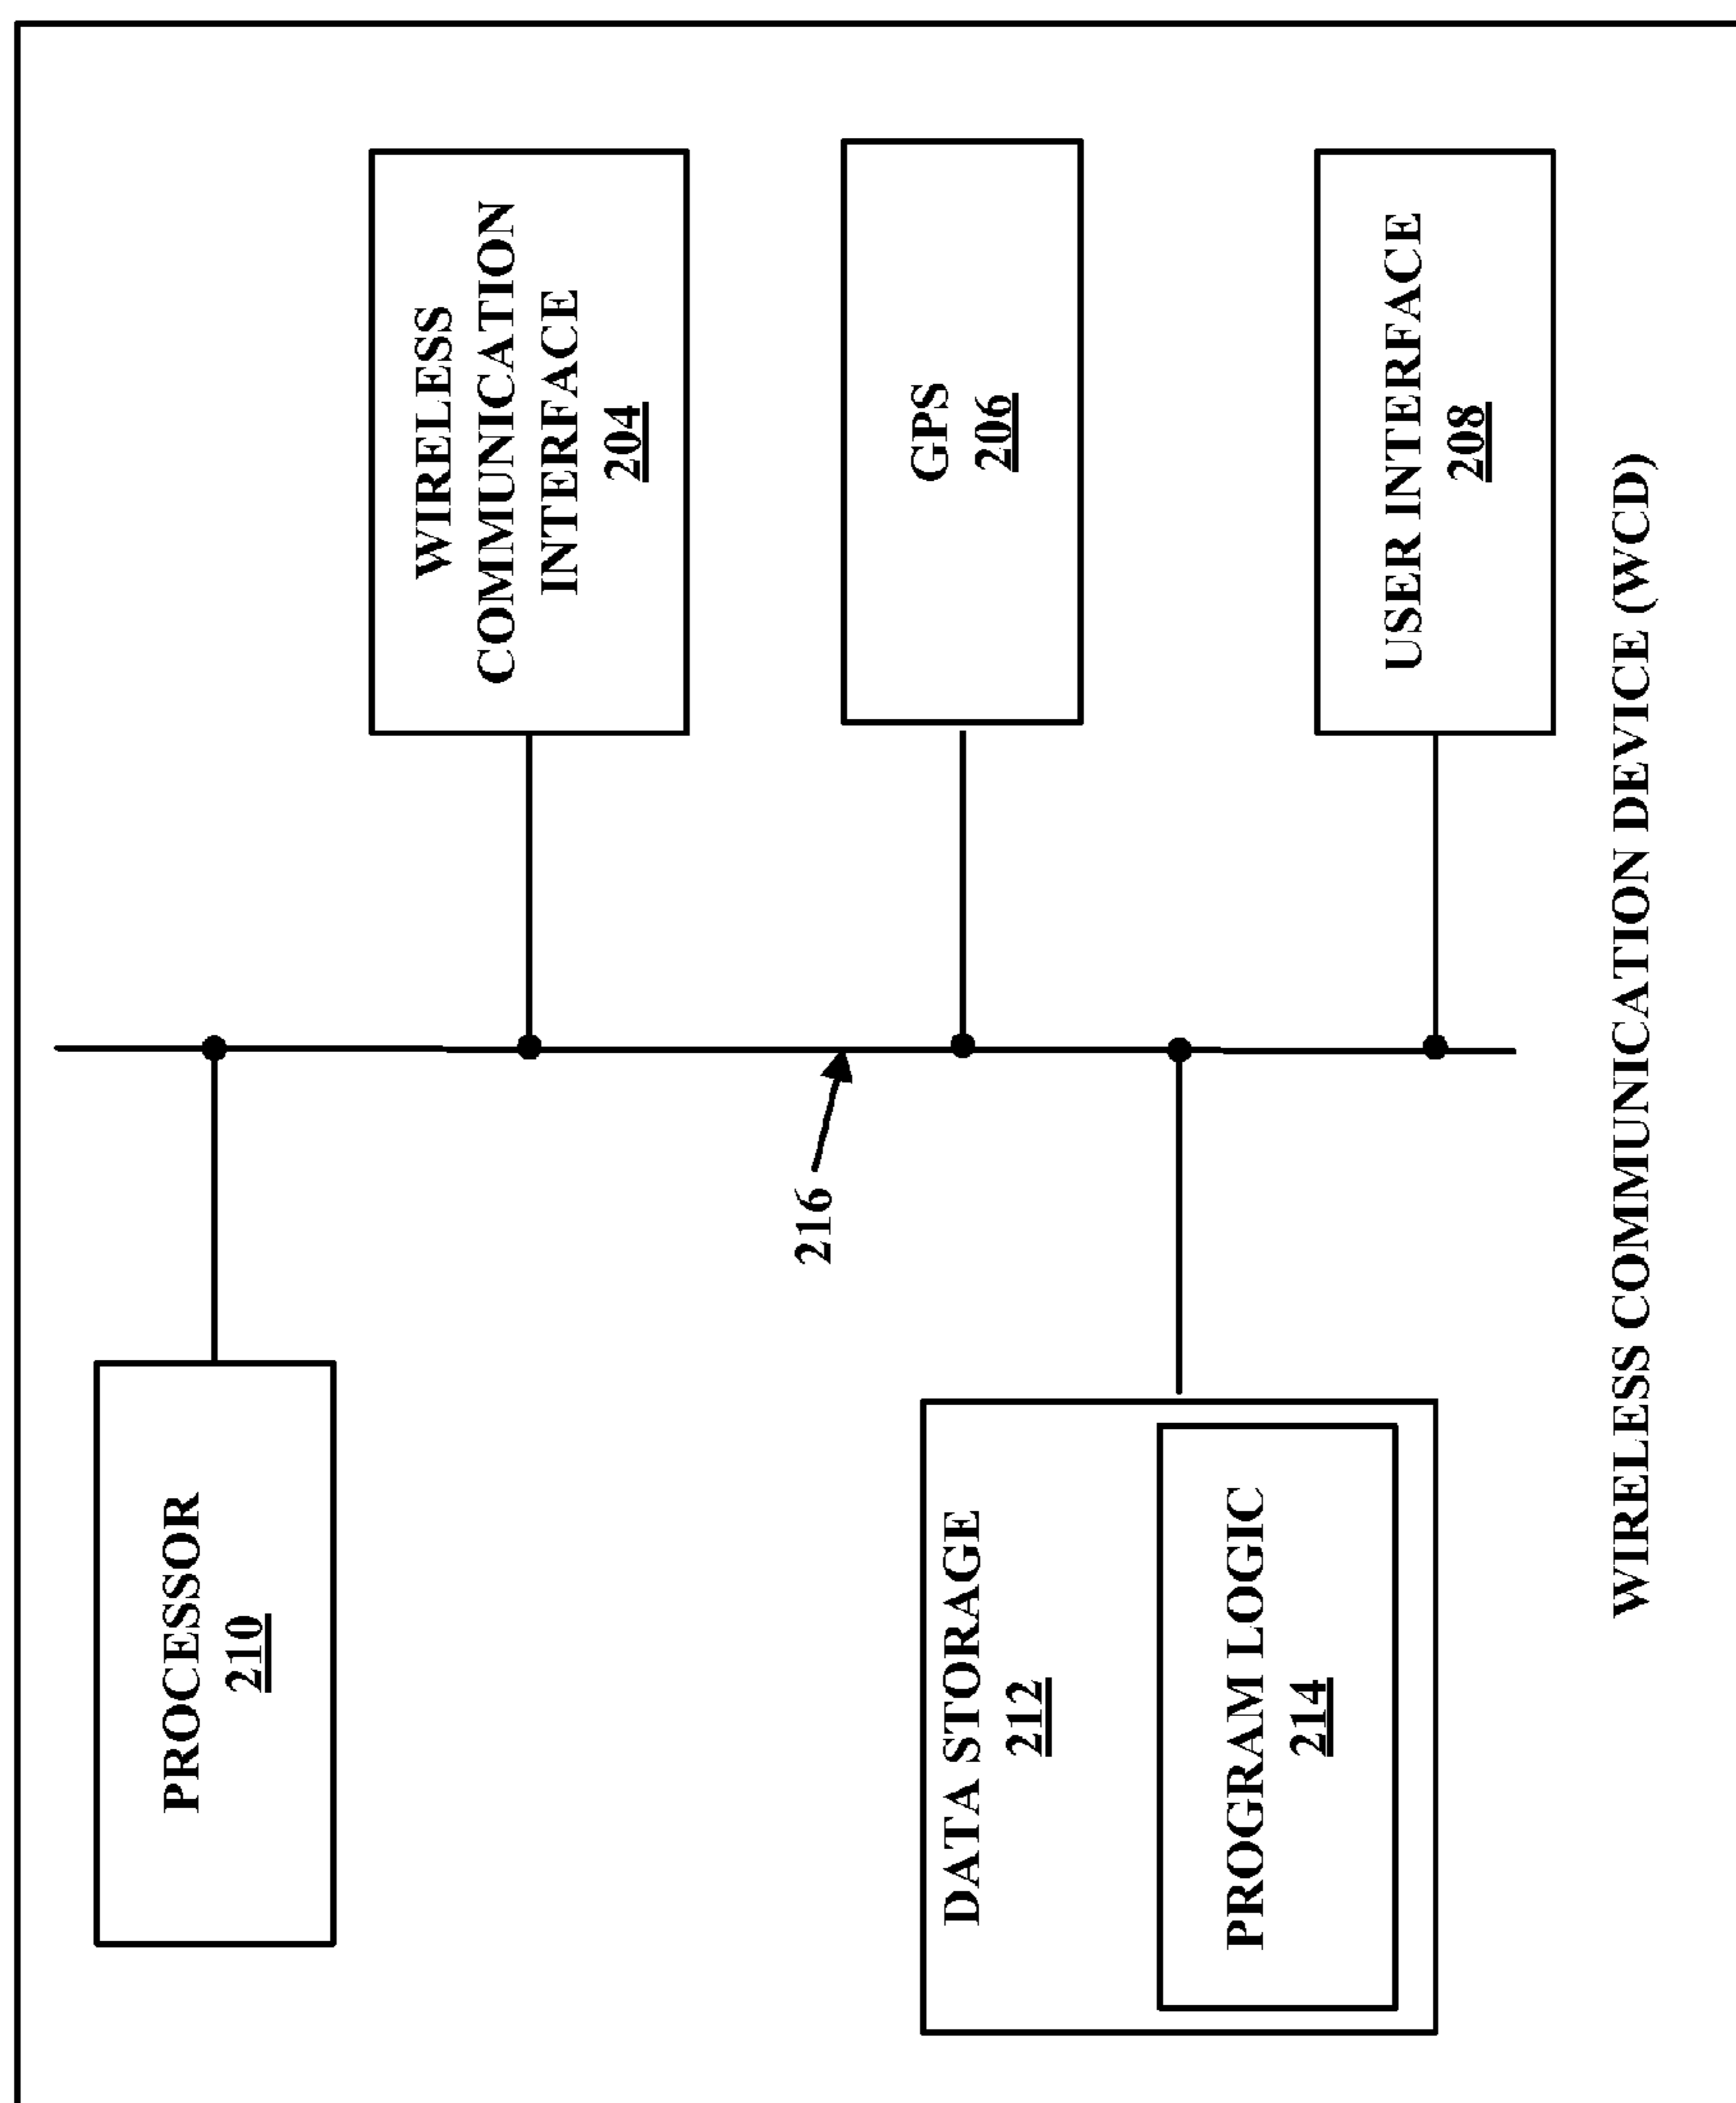 PROCESSOR
210
WIRELESS
COMMUNICATION
INTERFACE
204
216
DATA STORAGE
212
PROGRAM LOGIC
214
GPS
206
USER INTERFACE
208
WIRELESS COMMUNICATION DEVICE (WCD)